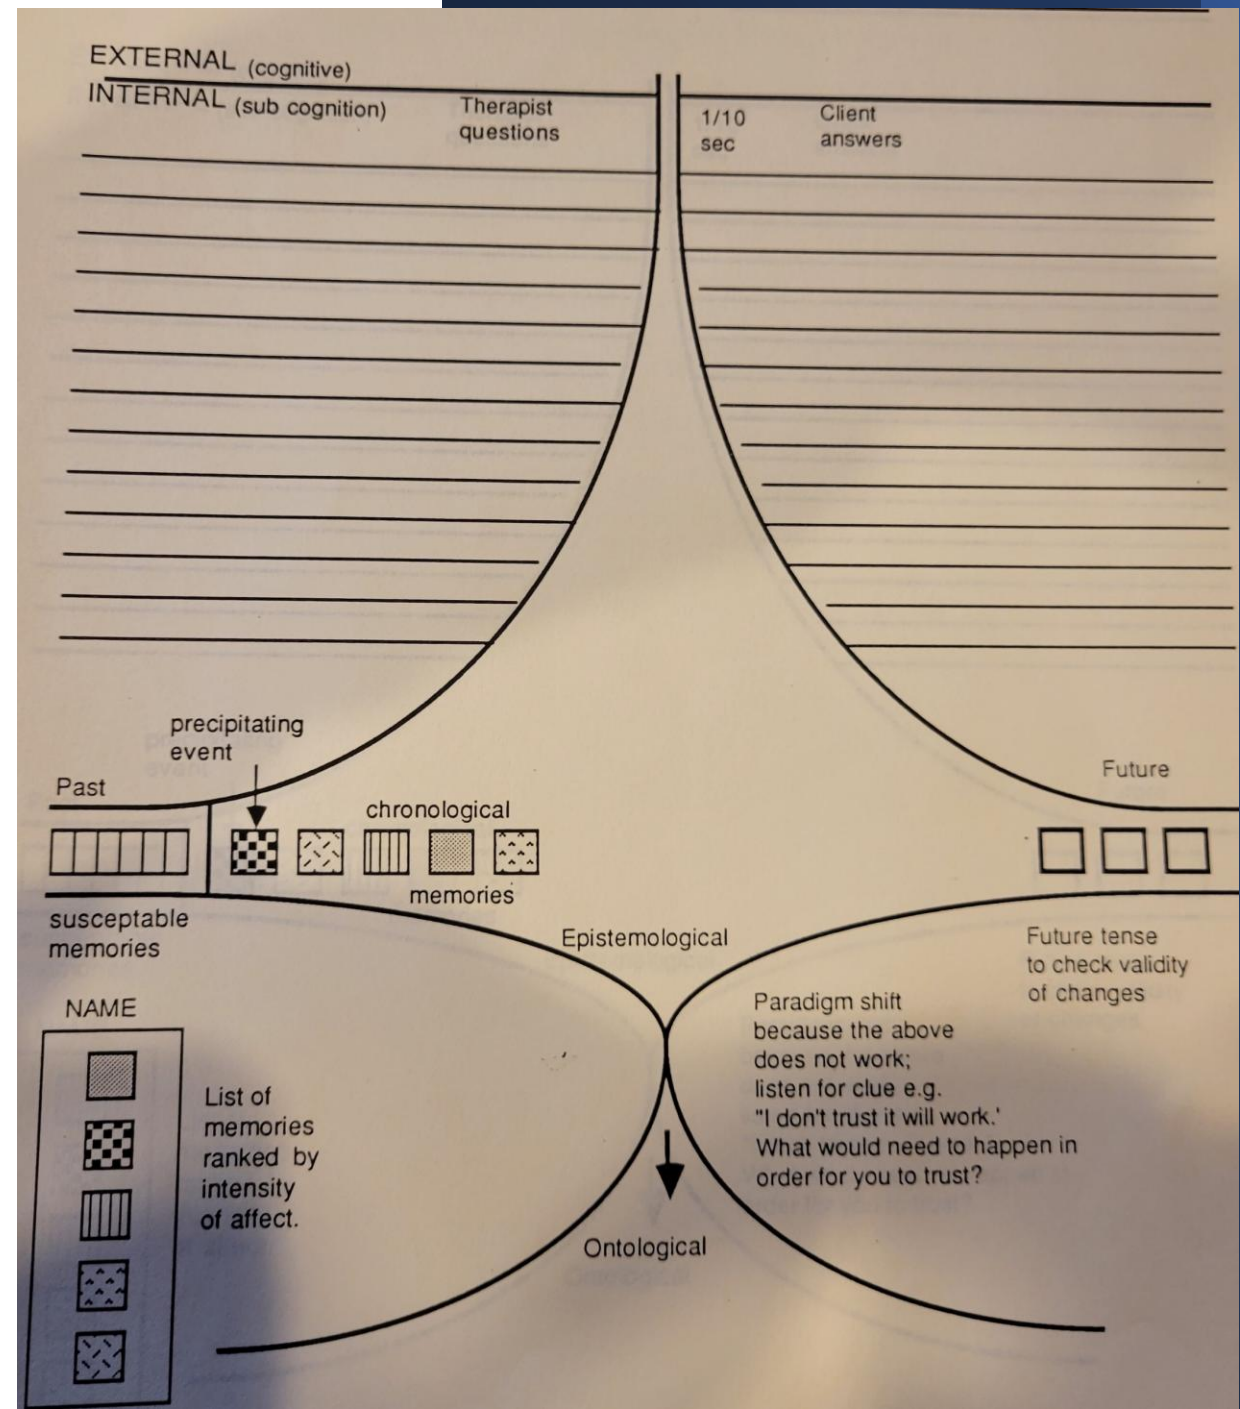 EXTERNAL (cognitive)
INTERNAL (sub cognition)
Therapist
questions
1/10
sec
Client
answers
precipitating
event
Past
Future
chronological
memories
susceptable
memories
Epistemological
Future tense
to check validity
of changes
NAME
List of
memories
ranked by
intensity
of affect.
Paradigm shift
because the above
does not work;
listen for clue e.g.
"I don't trust it will work.'
What would need to happen in
order for you to trust?
Ontological